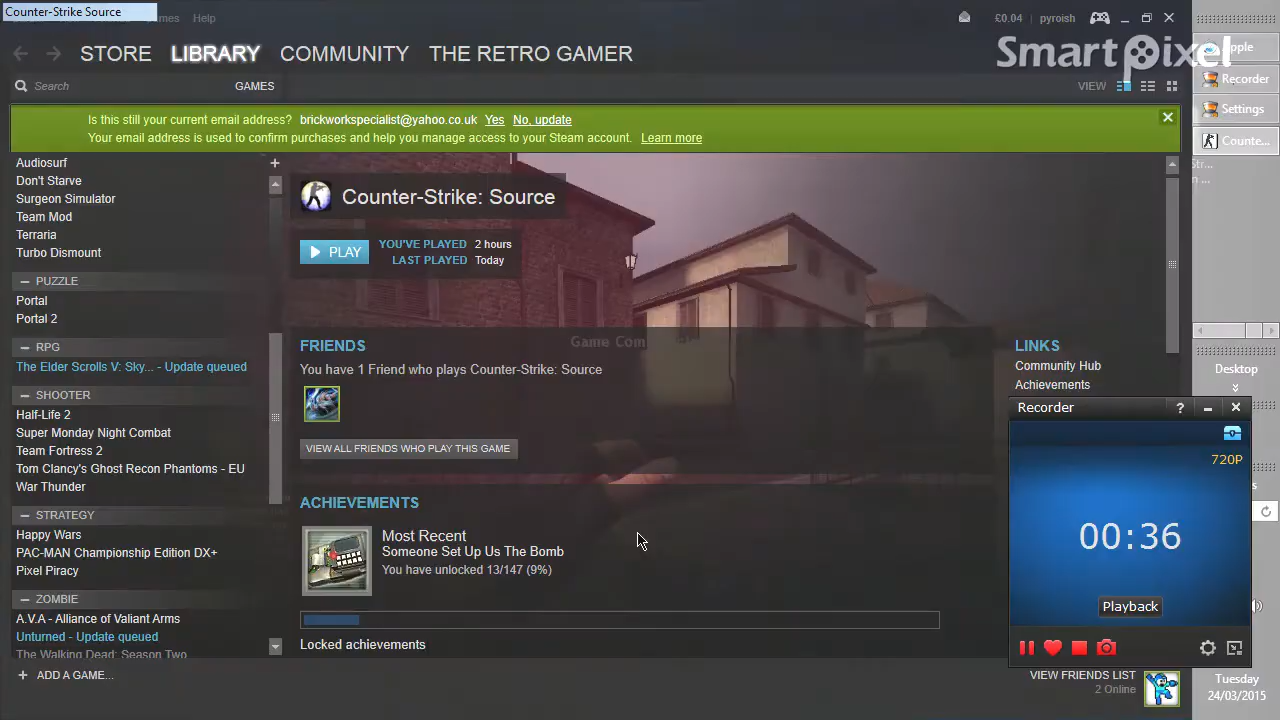 Counter-Strike Source
Help
£0.04
pyroish
STORE
LIBRARY
COMMUNITY
THE RETRO GAMER
SmartPixel
Recorder
Settings
Counte...
Search
GAMES
VIEW
Is this still your current email address? brickworkspecialist@yahoo.co.uk Yes No, update
Your email address is used to confirm purchases and help you manage access to your Steam account. Learn more
Audiosurf
Don't Starve
Surgeon Simulator
Team Mod
Terraria
Turbo Dismount
PUZZLE
Portal
Portal 2
RPG
The Elder Scrolls V: Sky... - Update queued
SHOOTER
Half-Life 2
Super Monday Night Combat
Team Fortress 2
Tom Clancy's Ghost Recon Phantoms - EU
War Thunder
STRATEGY
Happy Wars
PAC-MAN Championship Edition DX+
Pixel Piracy
ZOMBIE
A.V.A - Alliance of Valiant Arms
Unturned - Update queued
The Walking Dead: Season Two
ADD A GAME...
Counter-Strike: Source
PLAY
YOU'VE PLAYED 2 hours
LAST PLAYED Today
Game Com
FRIENDS
You have 1 Friend who plays Counter-Strike: Source
VIEW ALL FRIENDS WHO PLAY THIS GAME
ACHIEVEMENTS
Most Recent
Someone Set Up Us The Bomb
You have unlocked 13/147 (9%)
Locked achievements
LINKS
Community Hub
Achievements
Desktop
Recorder
720P
00:36
Playback
VIEW FRIENDS LIST
2 Online
Tuesday
24/03/2015